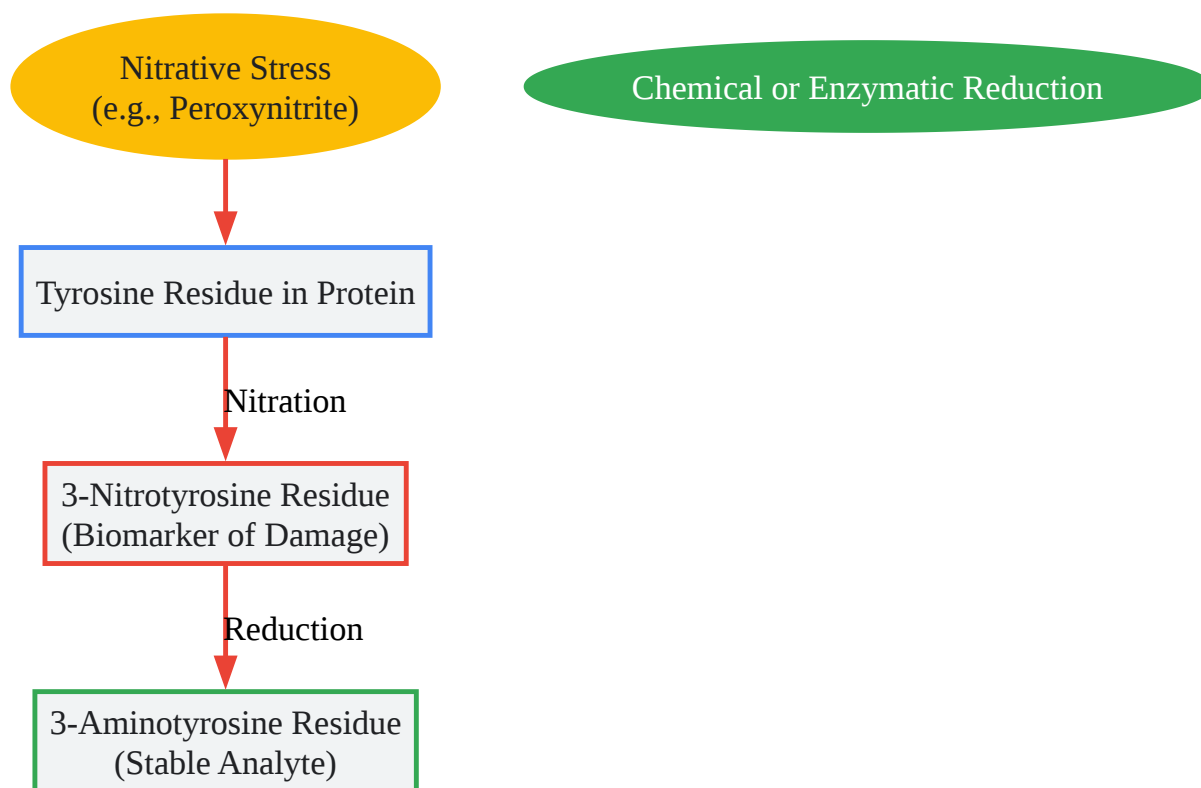 Nitrative Stress
(e.g., Peroxynitrite)
Chemical or Enzymatic Reduction
Tyrosine Residue in Protein
Nitration
3-Nitrotyrosine Residue
(Biomarker of Damage)
Reduction
3-Aminotyrosine Residue
(Stable Analyte)